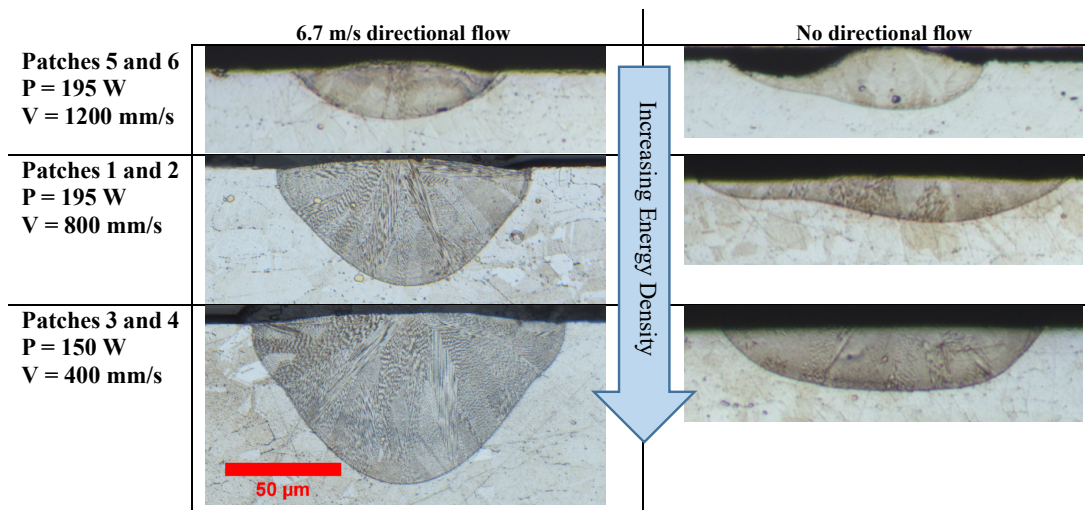 6.7 m/s directional flow
No directional flow
Patches 5 and 6
P = 195 W
V = 1200 mm/s
Patches 1 and 2
P = 195 W
V = 800 mm/s
Patches 3 and 4
P = 150 W
V = 400 mm/s
Increasing Energy Density
50 µm